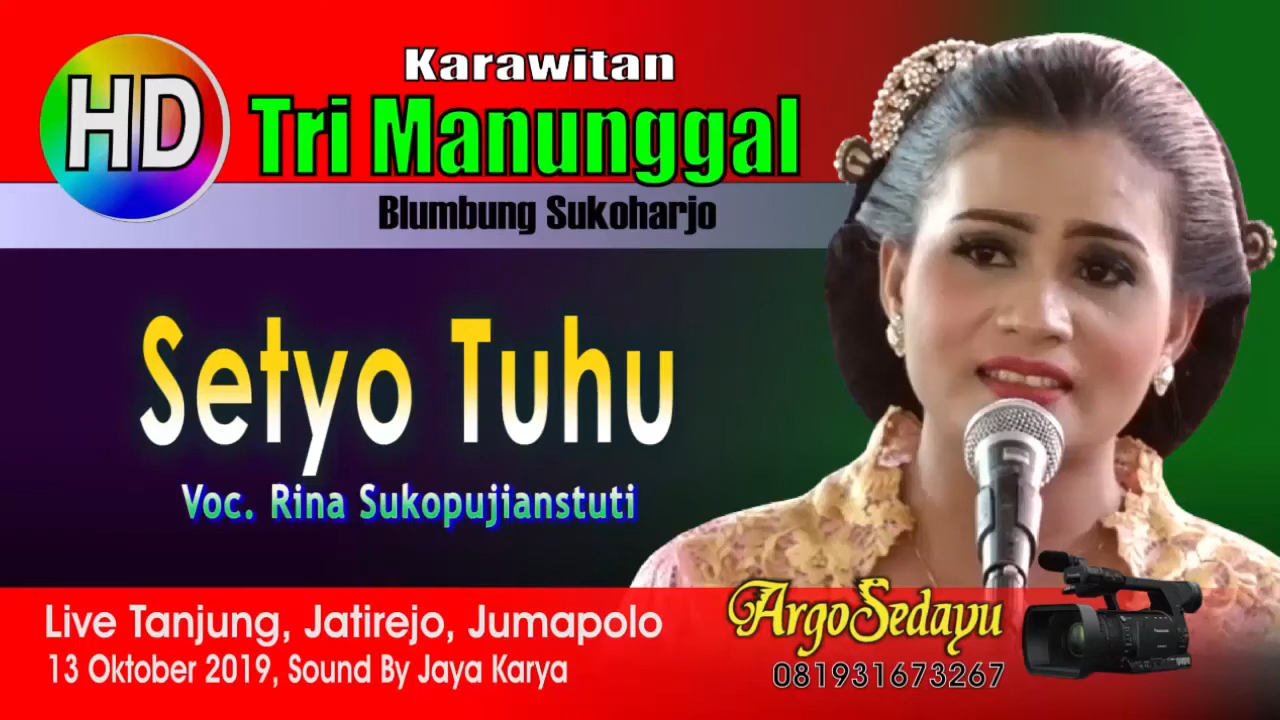 HD
Karawitan
Tri Manunggal
Blumbung Sukoharjo
Setyo Tuhu
Voc. Rina Sukopujianstuti
Live Tanjung, Jatirejo, Jumapolo
13 Oktober 2019, Sound By Jaya Karya
ArgoSedayu
081931673267